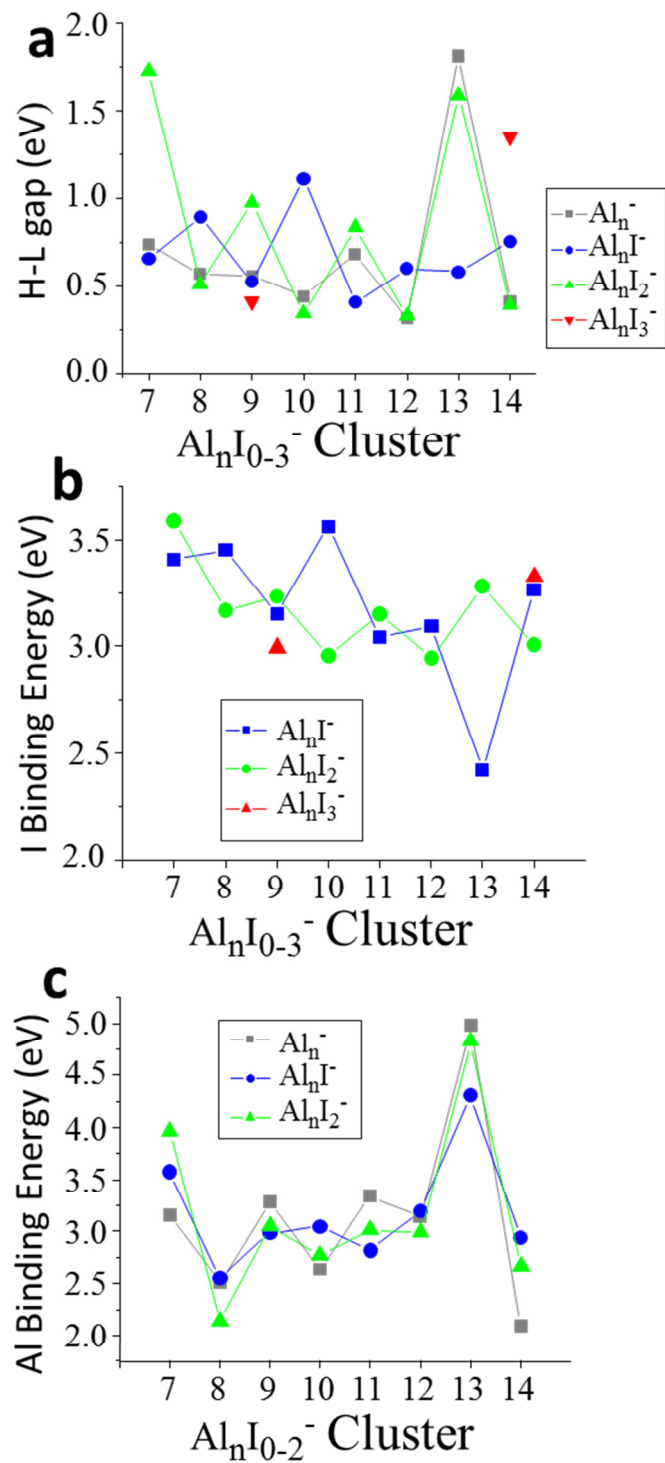 a
H-L gap (eV)
2.0
1.5
1.0
0.5
0.0
7 8 9 10 11 12 13 14
AlₙI₀₋₃⁻ Cluster
Alₙ⁻
AlₙI⁻
AlₙI₂⁻
AlₙI₃⁻
b
I Binding Energy (eV)
3.5
3.0
2.5
2.0
7 8 9 10 11 12 13 14
AlₙI₀₋₃⁻ Cluster
AlₙI⁻
AlₙI₂⁻
AlₙI₃⁻
c
Al Binding Energy (eV)
5.0
4.5
4.0
3.5
3.0
2.5
2.0
7 8 9 10 11 12 13 14
AlₙI₀₋₂⁻ Cluster
Alₙ⁻
AlₙI⁻
AlₙI₂⁻